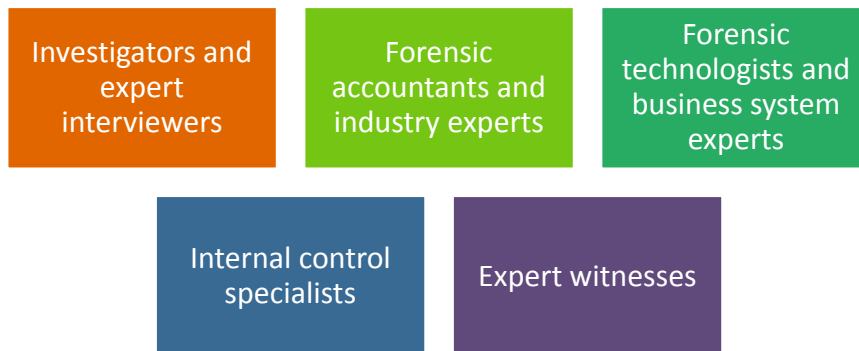 Investigators and
expert
interviewers
Forensic
accountants and
industry experts
Forensic
technologists and
business system
experts
Internal control
specialists
Expert witnesses